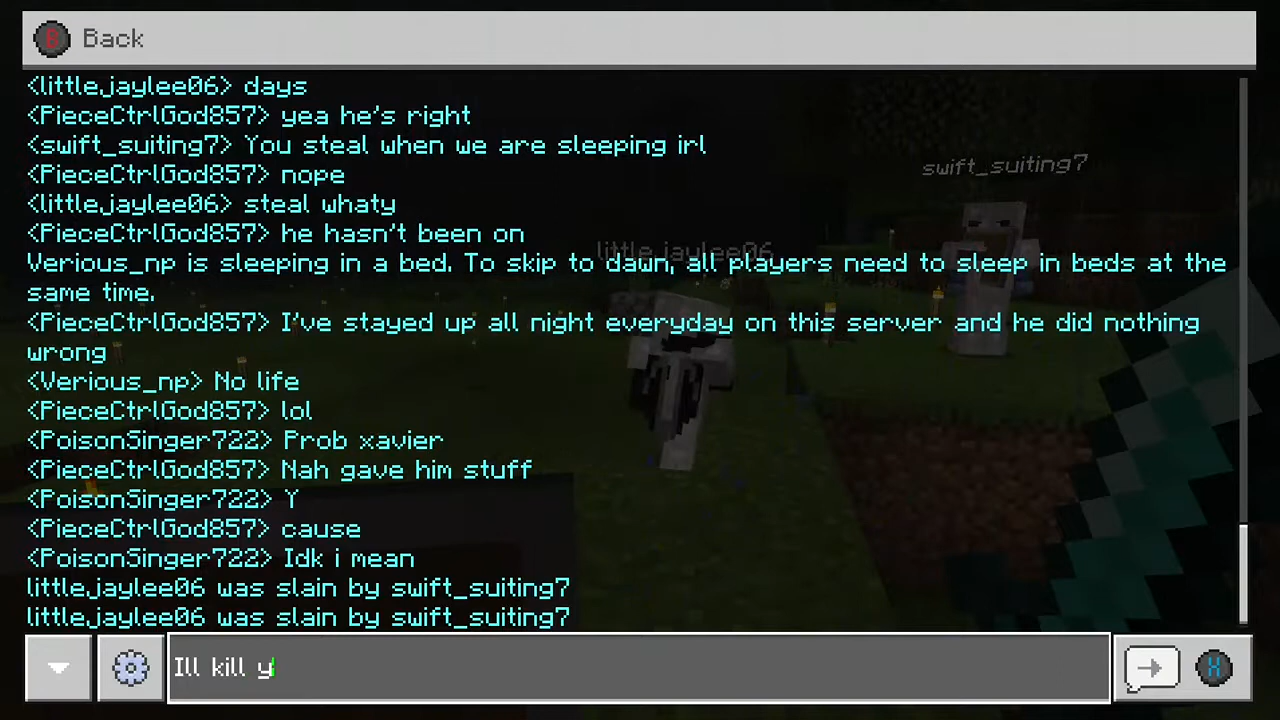 B Back
<littlejaylee06> days
<PieceCtrlGod857> yea he's right
<swift_suiting7> You steal when we are sleeping irl
swift_suiting7
<PieceCtrlGod857> nope
<littlejaylee06> steal whaty
<PieceCtrlGod857> he hasn't been on
littlejaylee06
Verious_np is sleeping in a bed. To skip to dawn, all players need to sleep in beds at the
same time.
<PieceCtrlGod857> I've stayed up all night everyday on this server and he did nothing
wrong
<Verious_np> No life
<PieceCtrlGod857> lol
<PoisonSinger722> Prob xavier
<PieceCtrlGod857> Nah gave him stuff
<PoisonSinger722> Y
<PieceCtrlGod857> cause
<PoisonSinger722> Idk i mean
littlejaylee06 was slain by swift_suiting7
littlejaylee06 was slain by swift_suiting7
Ill kill y
X